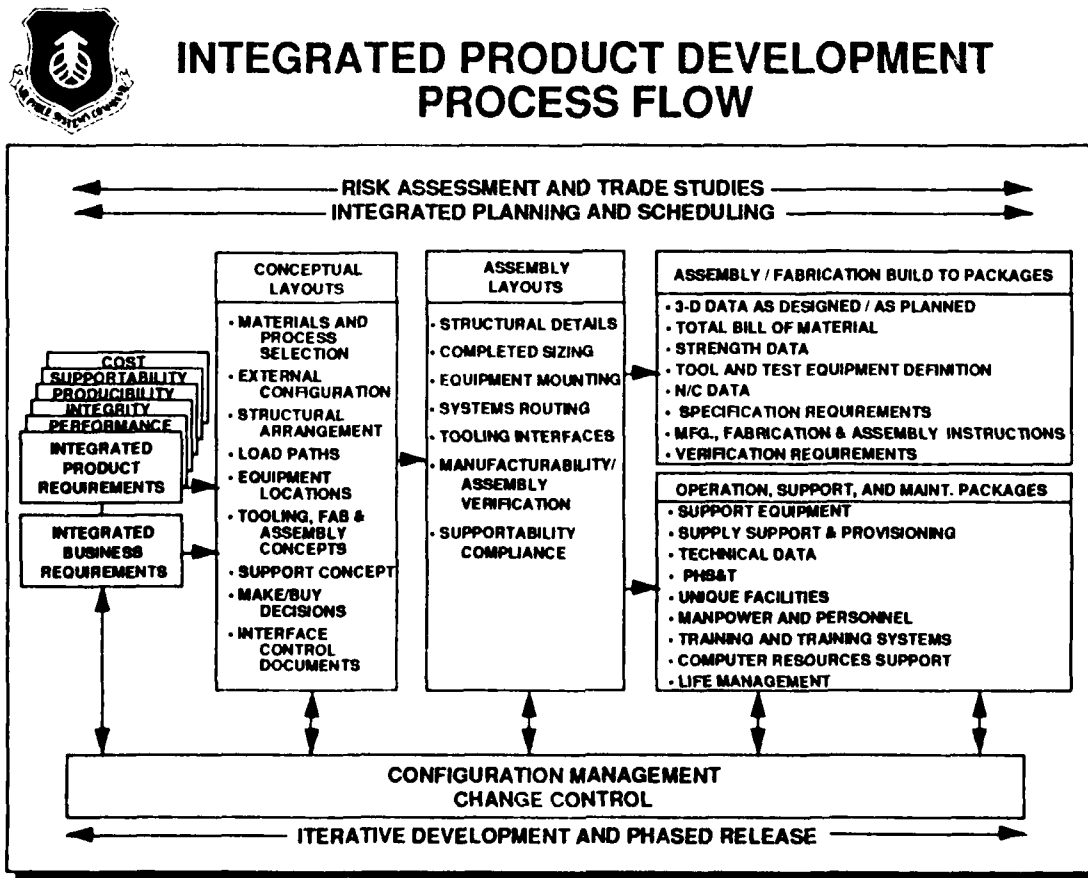 INTEGRATED PRODUCT DEVELOPMENT
PROCESS FLOW
RISK ASSESSMENT AND TRADE STUDIES
INTEGRATED PLANNING AND SCHEDULING
COST
SUPPORTABILITY
PRODUCIBILITY
INTEGRITY
PERFORMANCE
INTEGRATED
PRODUCT
REQUIREMENTS
INTEGRATED
BUSINESS
REQUIREMENTS
CONCEPTUAL
LAYOUTS
• MATERIALS AND
PROCESS
SELECTION
• EXTERNAL
CONFIGURATION
• STRUCTURAL
ARRANGEMENT
• LOAD PATHS
• EQUIPMENT
LOCATIONS
• TOOLING, FAB &
ASSEMBLY
CONCEPTS
• SUPPORT CONCEPT
• MAKE/BUY
DECISIONS
• INTERFACE
CONTROL
DOCUMENTS
ASSEMBLY
LAYOUTS
• STRUCTURAL DETAILS
• COMPLETED SIZING
• EQUIPMENT MOUNTING
• SYSTEMS ROUTING
• TOOLING INTERFACES
• MANUFACTURABILITY/
ASSEMBLY
VERIFICATION
• SUPPORTABILITY
COMPLIANCE
ASSEMBLY / FABRICATION BUILD TO PACKAGES
• 3-D DATA AS DESIGNED / AS PLANNED
• TOTAL BILL OF MATERIAL
• STRENGTH DATA
• TOOL AND TEST EQUIPMENT DEFINITION
• N/C DATA
• SPECIFICATION REQUIREMENTS
• MFG., FABRICATION & ASSEMBLY INSTRUCTIONS
• VERIFICATION REQUIREMENTS
OPERATION, SUPPORT, AND MAINT. PACKAGES
• SUPPORT EQUIPMENT
• SUPPLY SUPPORT & PROVISIONING
• TECHNICAL DATA
• PHS&T
• UNIQUE FACILITIES
• MANPOWER AND PERSONNEL
• TRAINING AND TRAINING SYSTEMS
• COMPUTER RESOURCES SUPPORT
• LIFE MANAGEMENT
CONFIGURATION MANAGEMENT
CHANGE CONTROL
ITERATIVE DEVELOPMENT AND PHASED RELEASE